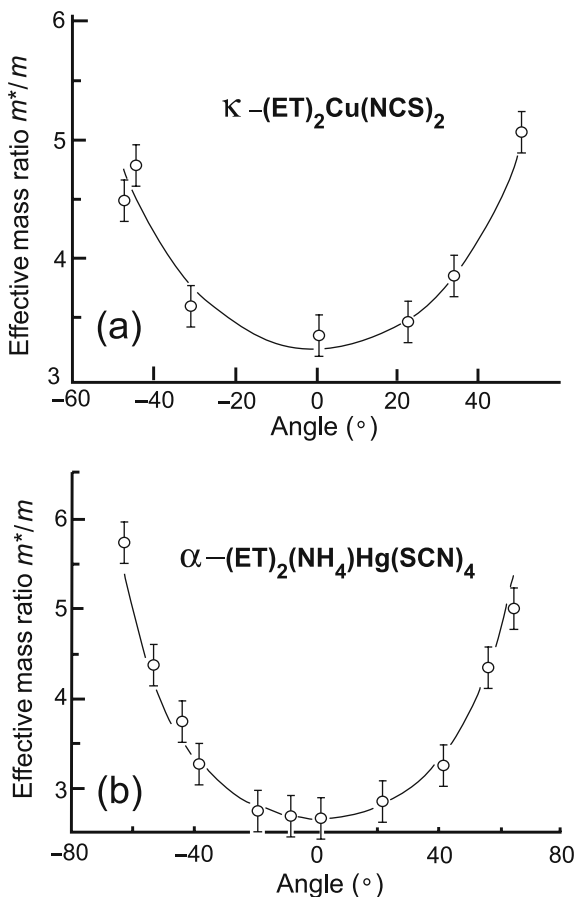 6
κ –(ET)2Cu(NCS)2
5
4
3
Effective mass ratio m*/m
(a)
–60 –40 –20 0 20 40
Angle (°)
6
α–(ET)2(NH4)Hg(SCN)4
5
4
3
Effective mass ratio m*/m
(b)
–80 –40 0 40 80
Angle (°)